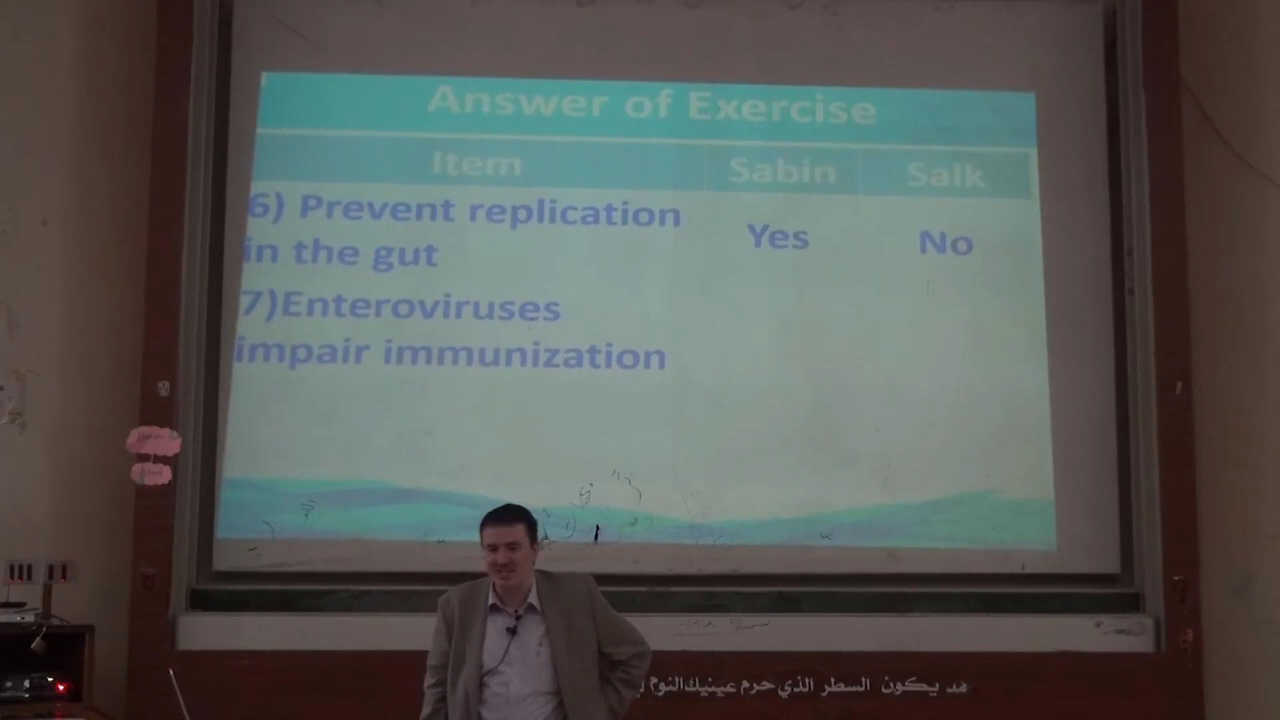 Answer of Exercise
Item Sabin Salk
6) Prevent replication
in the gut
Yes No
7)Enteroviruses
impair immunization
قد يكون السطر الذي حرم عينيك النوم